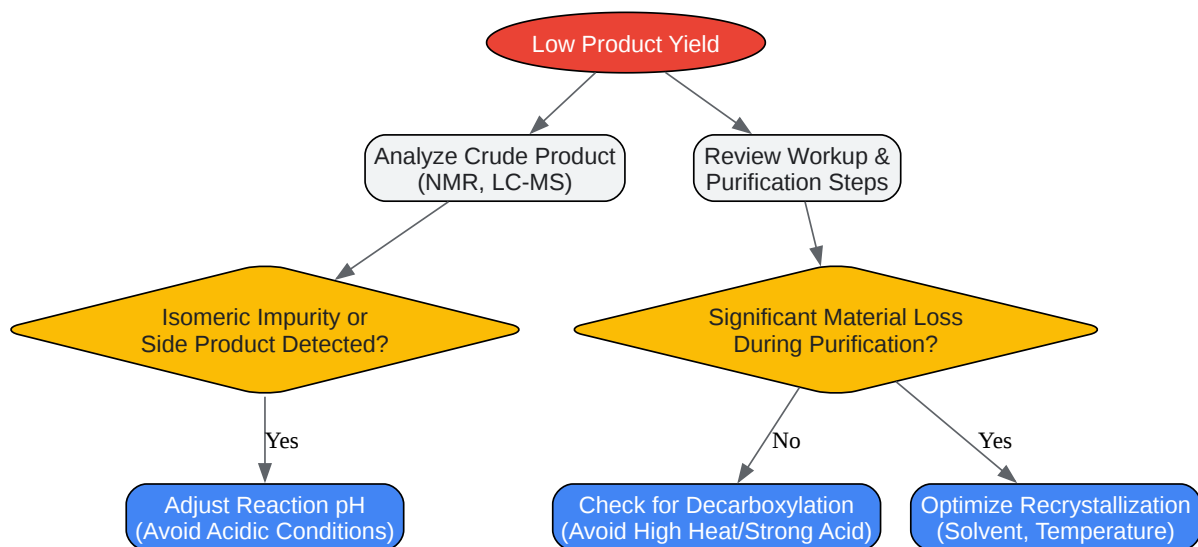 Low Product Yield
Analyze Crude Product
(NMR, LC-MS)
Review Workup &
Purification Steps
Isomeric Impurity or
Side Product Detected?
Significant Material Loss
During Purification?
Yes
No
Yes
Adjust Reaction pH
(Avoid Acidic Conditions)
Check for Decarboxylation
(Avoid High Heat/Strong Acid)
Optimize Recrystallization
(Solvent, Temperature)